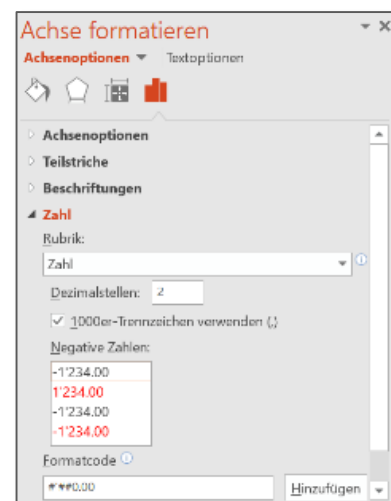 Achse formatieren
Achsenoptionen Textoptionen
Achsenoptionen
Teilstriche
Beschriftungen
Zahl
Rubrik:
Zahl
Dezimalstellen: 2
1000er-Trennzeichen verwenden (,)
Negative Zahlen:
-1'234.00
1'234.00
-1'234.00
-1'234.00
Formatcode
#'##0.00 Hinzufügen